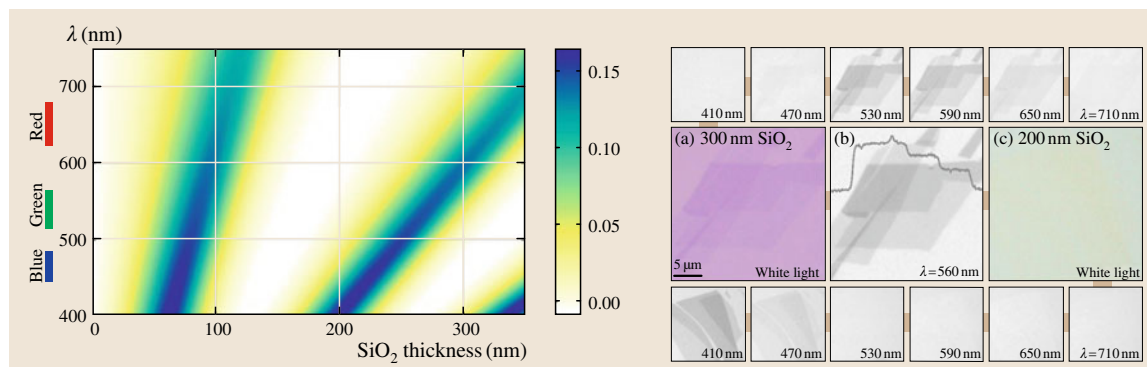 λ (nm)
700
600
500
400
Red
Green
Blue
0
100
200
300
SiO₂ thickness (nm)
0.15
0.10
0.05
0.00
410 nm
470 nm
530 nm
590 nm
650 nm
λ=710 nm
(a) 300 nm SiO₂
5 μm
White light
(b)
λ=560 nm
(c) 200 nm SiO₂
White light
410 nm
470 nm
530 nm
590 nm
650 nm
λ=710 nm